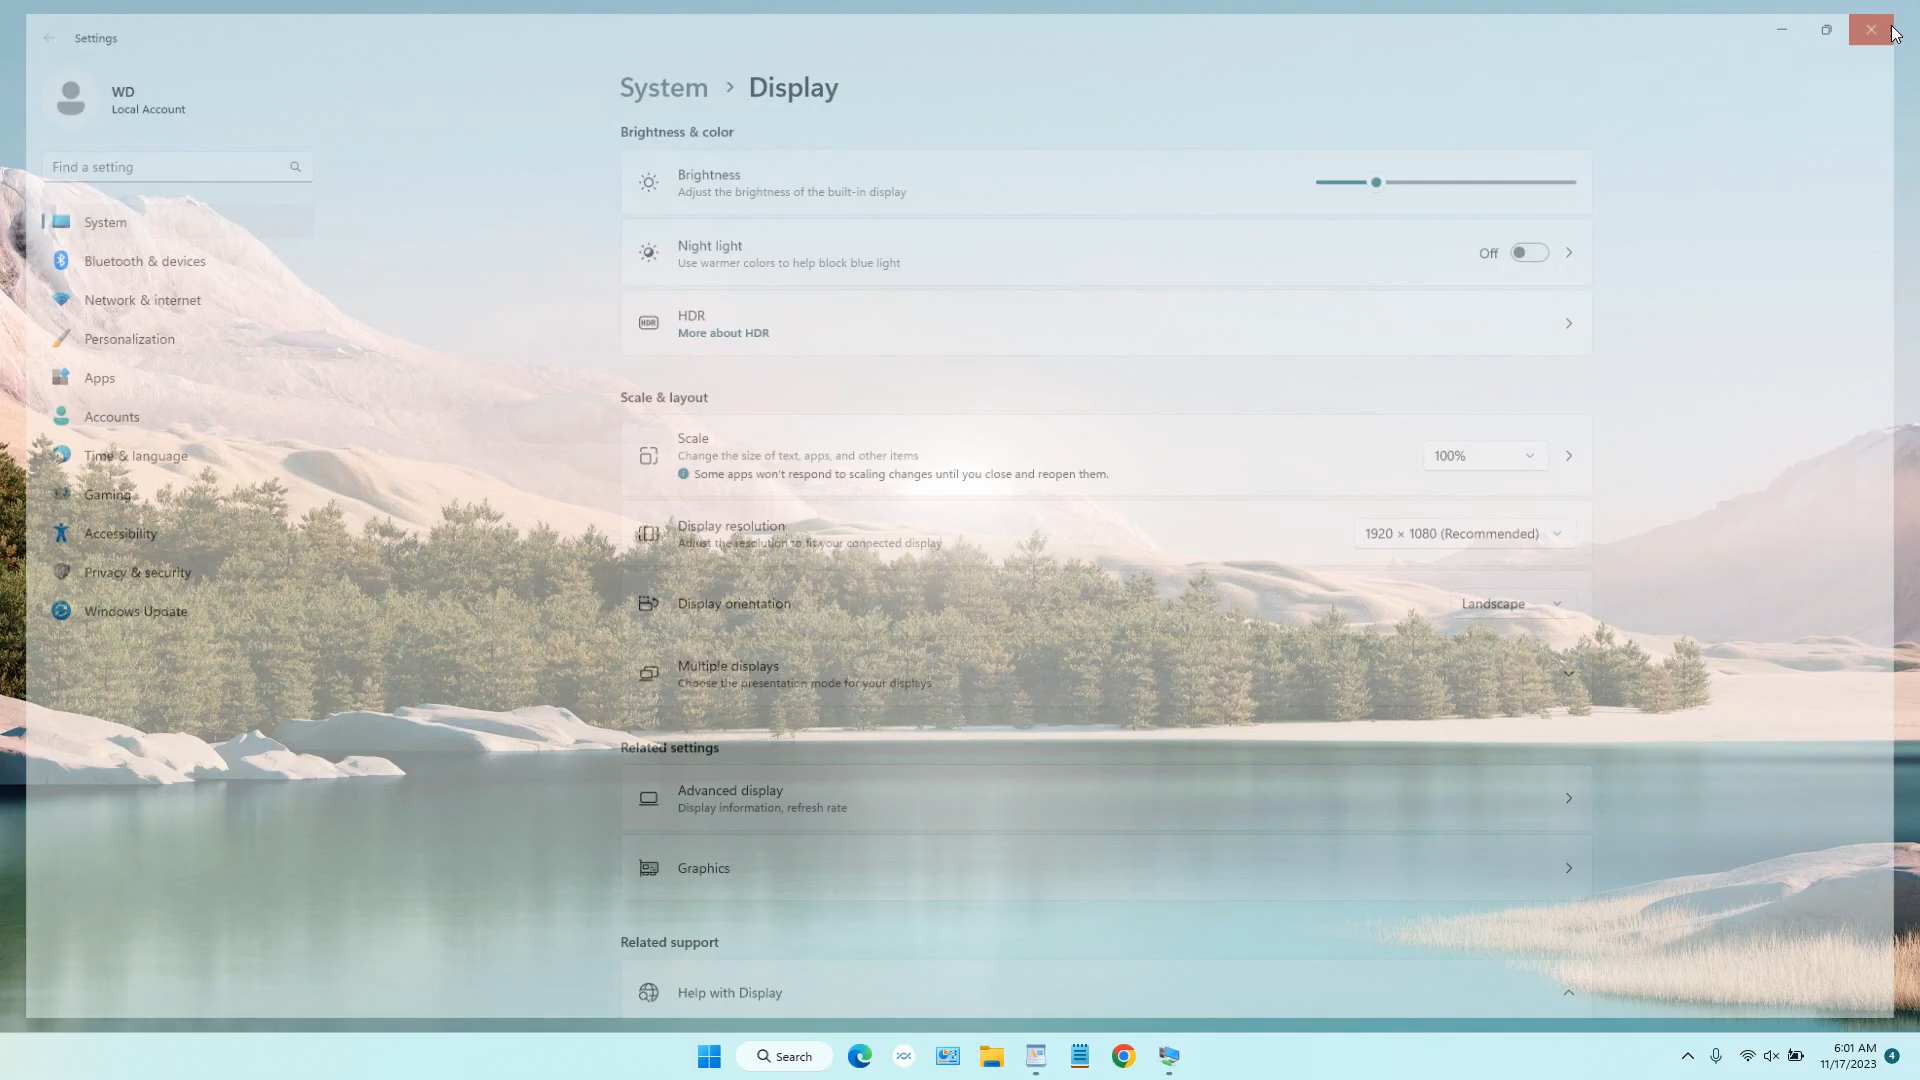 Settings
WD
Local Account
Find a setting
System
Bluetooth & devices
Network & internet
Personalization
Apps
Accounts
Time & language
Gaming
Accessibility
Privacy & security
Windows Update
System > Display
Brightness & color
Brightness
Adjust the brightness of the built-in display
Night light
Use warmer colors to help block blue light
Off
HDR
HDR
More about HDR
Scale & layout
Scale
Change the size of text, apps, and other items
Some apps won't respond to scaling changes until you close and reopen them.
100%
Display resolution
Adjust the resolution to fit your connected display
1920 × 1080 (Recommended)
Display orientation
Landscape
Multiple displays
Choose the presentation mode for your displays
Related settings
Advanced display
Display information, refresh rate
Graphics
Related support
Help with Display
Search
6:01 AM
11/17/2023
4